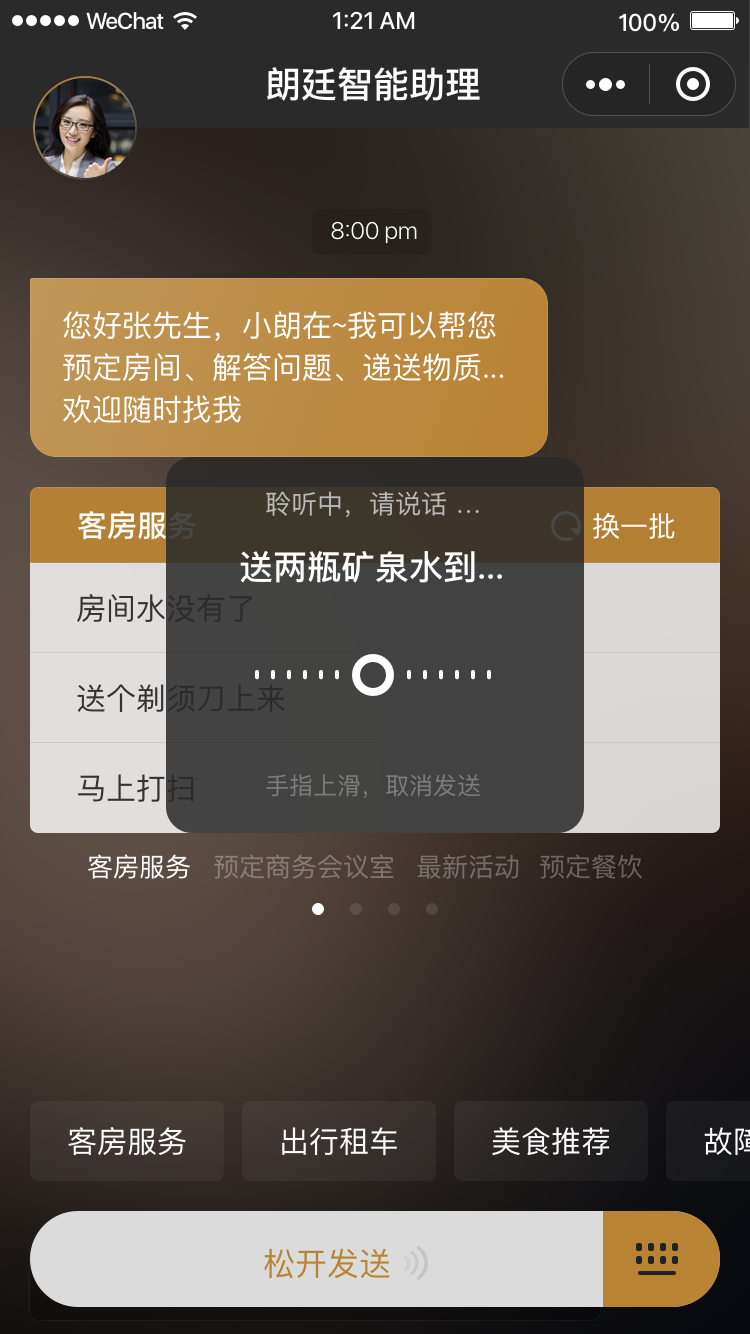 WeChat 1:21 AM 100%
朗廷智能助理
8:00 pm
您好张先生，小朗在~我可以帮您
预定房间、解答问题、递送物质...
欢迎随时找我
客房服务 换一批
聆听中，请说话 ...
送两瓶矿泉水到...
房间水没有了
送个剃须刀上来
马上打扫
手指上滑，取消发送
客房服务 预定商务会议室 最新活动 预定餐饮
客房服务 出行租车 美食推荐 故障
松开发送